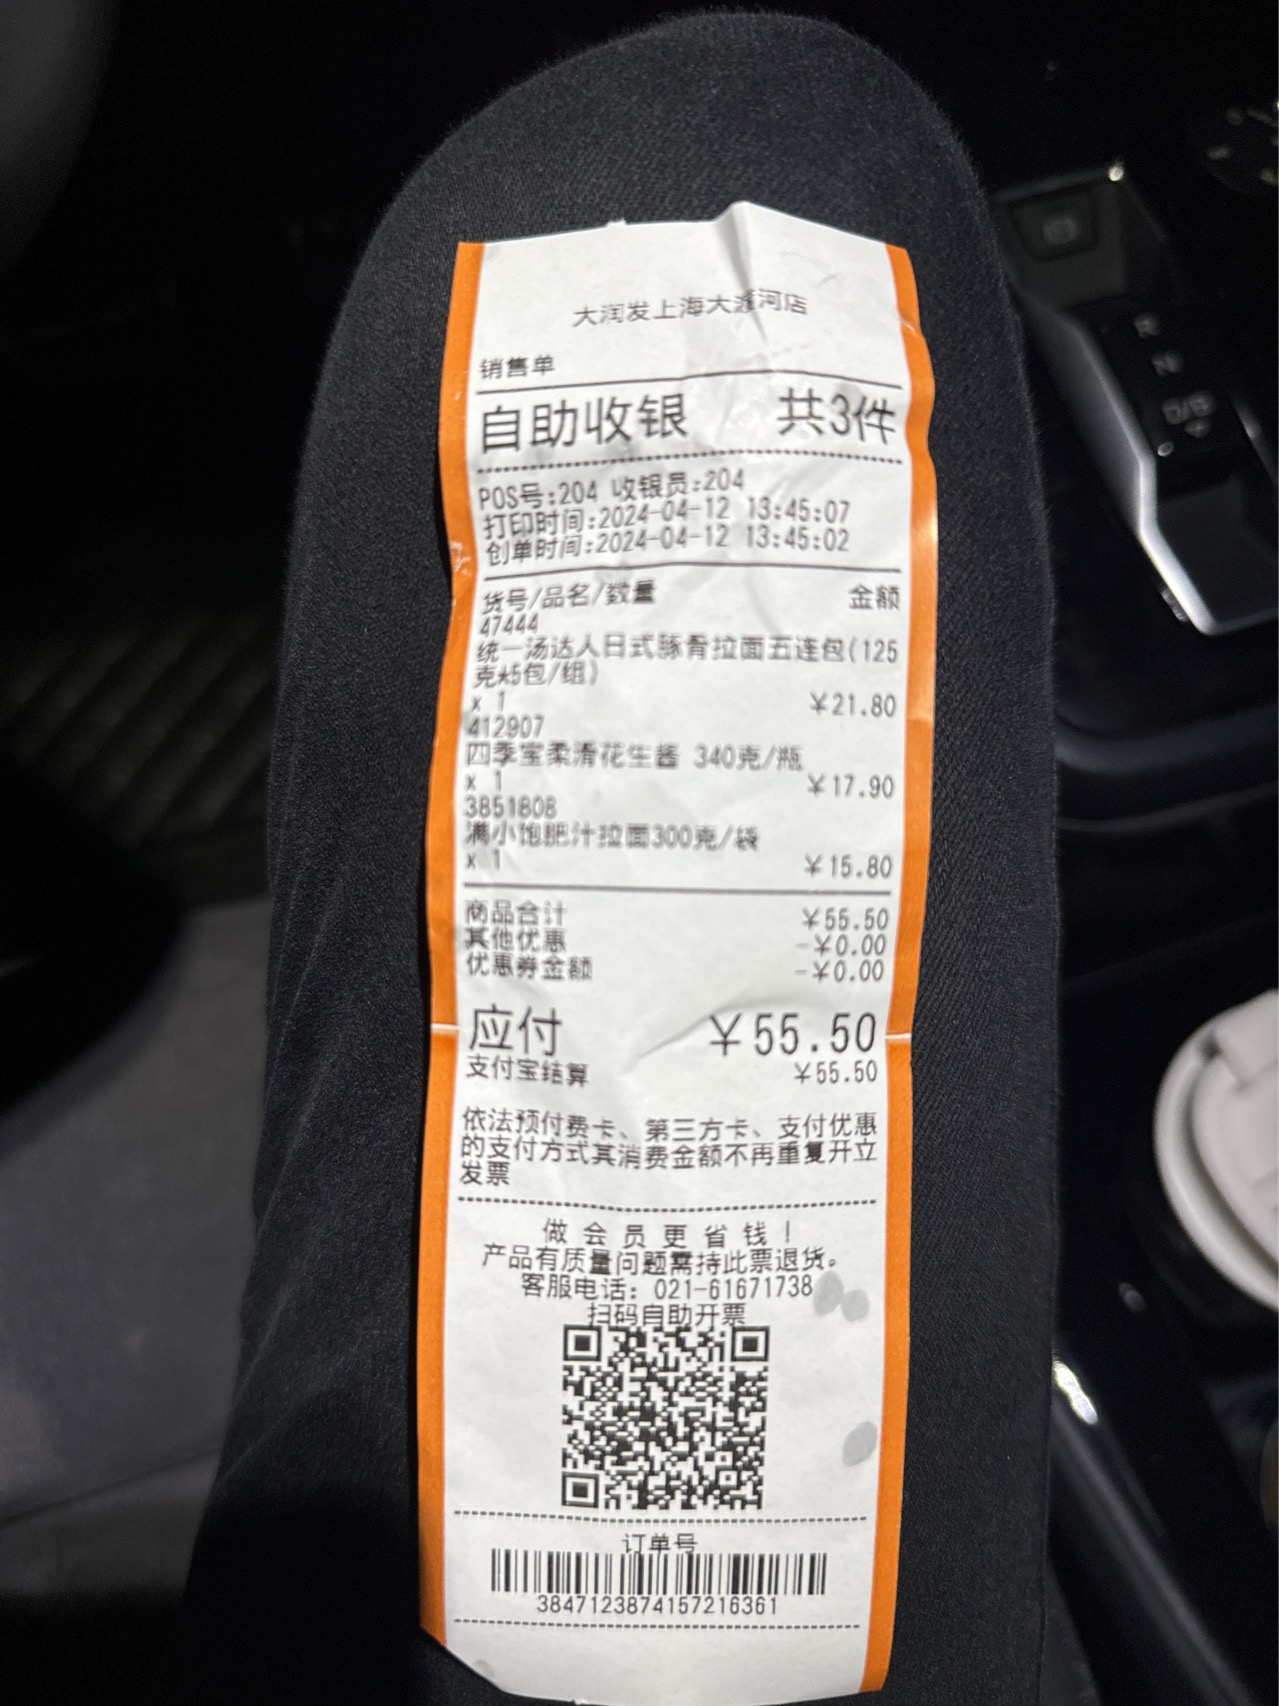 大润发上海大渡河店
销售单
自助收银 共3件
POS号:204 收银员:204
打印时间:2024-04-12 13:45:07
创单时间:2024-04-12 13:45:02
货号/品名/数量 金额
47444
统一汤达人日式豚骨拉面五连包(125
克*5包/组)
x 1 ¥21.80
412907
四季宝柔滑花生酱 340克/瓶
x 1 ¥17.90
3851808
满小饱肥汁拉面300克/袋
x 1 ¥15.80
商品合计 ¥55.50
其他优惠 -¥0.00
优惠券金额 -¥0.00
应付 ¥55.50
支付宝结算 ¥55.50
依法预付费卡、第三方卡、支付优惠
的支付方式其消费金额不再重复开立
发票
做会员更省钱!
产品有质量问题需持此票退货。
客服电话: 021-61671738
扫码自助开票
订单号
3847123874157216361
R
N